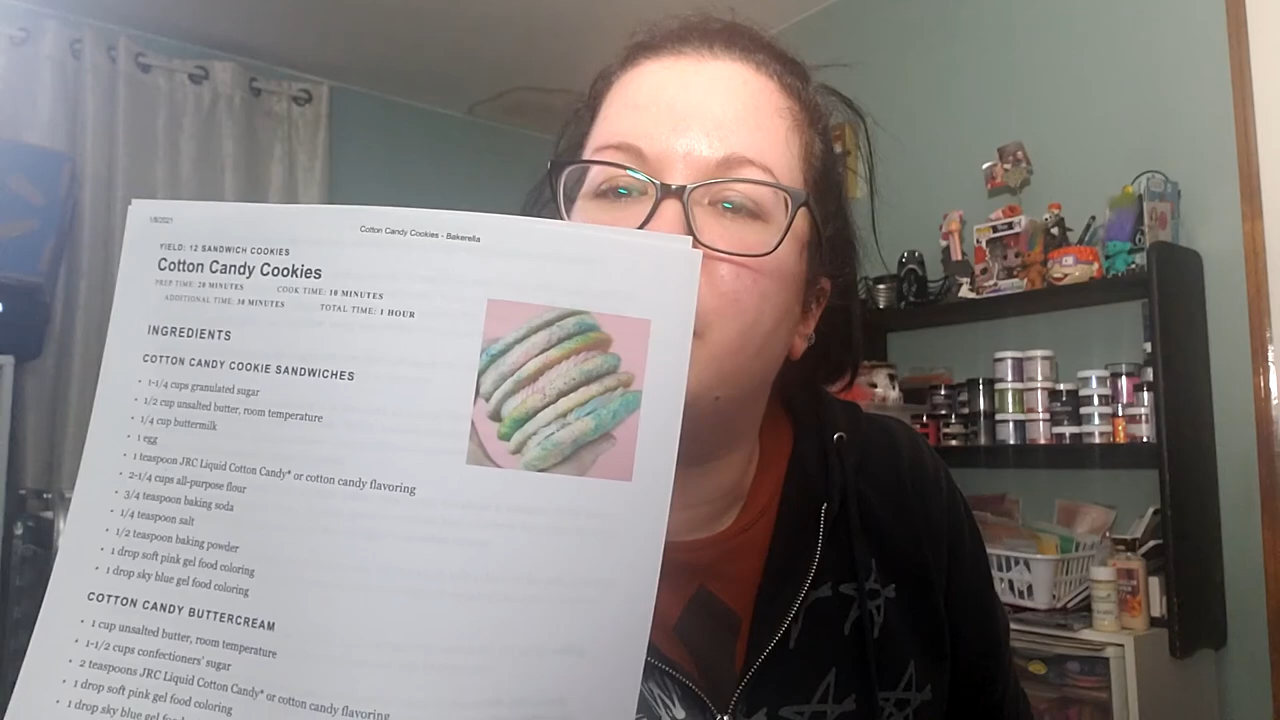 1/8/2021
Cotton Candy Cookies - Bakerella
YIELD: 12 SANDWICH COOKIES
Cotton Candy Cookies
PREP TIME: 20 MINUTES COOK TIME: 10 MINUTES
ADDITIONAL TIME: 30 MINUTES TOTAL TIME: 1 HOUR
INGREDIENTS
COTTON CANDY COOKIE SANDWICHES
• 1-1/4 cups granulated sugar
• 1/2 cup unsalted butter, room temperature
• 1/4 cup buttermilk
• 1 egg
• 1 teaspoon JRC Liquid Cotton Candy* or cotton candy flavoring
• 2-1/4 cups all-purpose flour
• 3/4 teaspoon baking soda
• 1/4 teaspoon salt
• 1/2 teaspoon baking powder
• 1 drop soft pink gel food coloring
• 1 drop sky blue gel food coloring
COTTON CANDY BUTTERCREAM
• 1 cup unsalted butter, room temperature
• 1-1/2 cups confectioners' sugar
• 2 teaspoons JRC Liquid Cotton Candy* or cotton candy flavoring
• 1 drop soft pink gel food coloring
• 1 drop sky blue gel